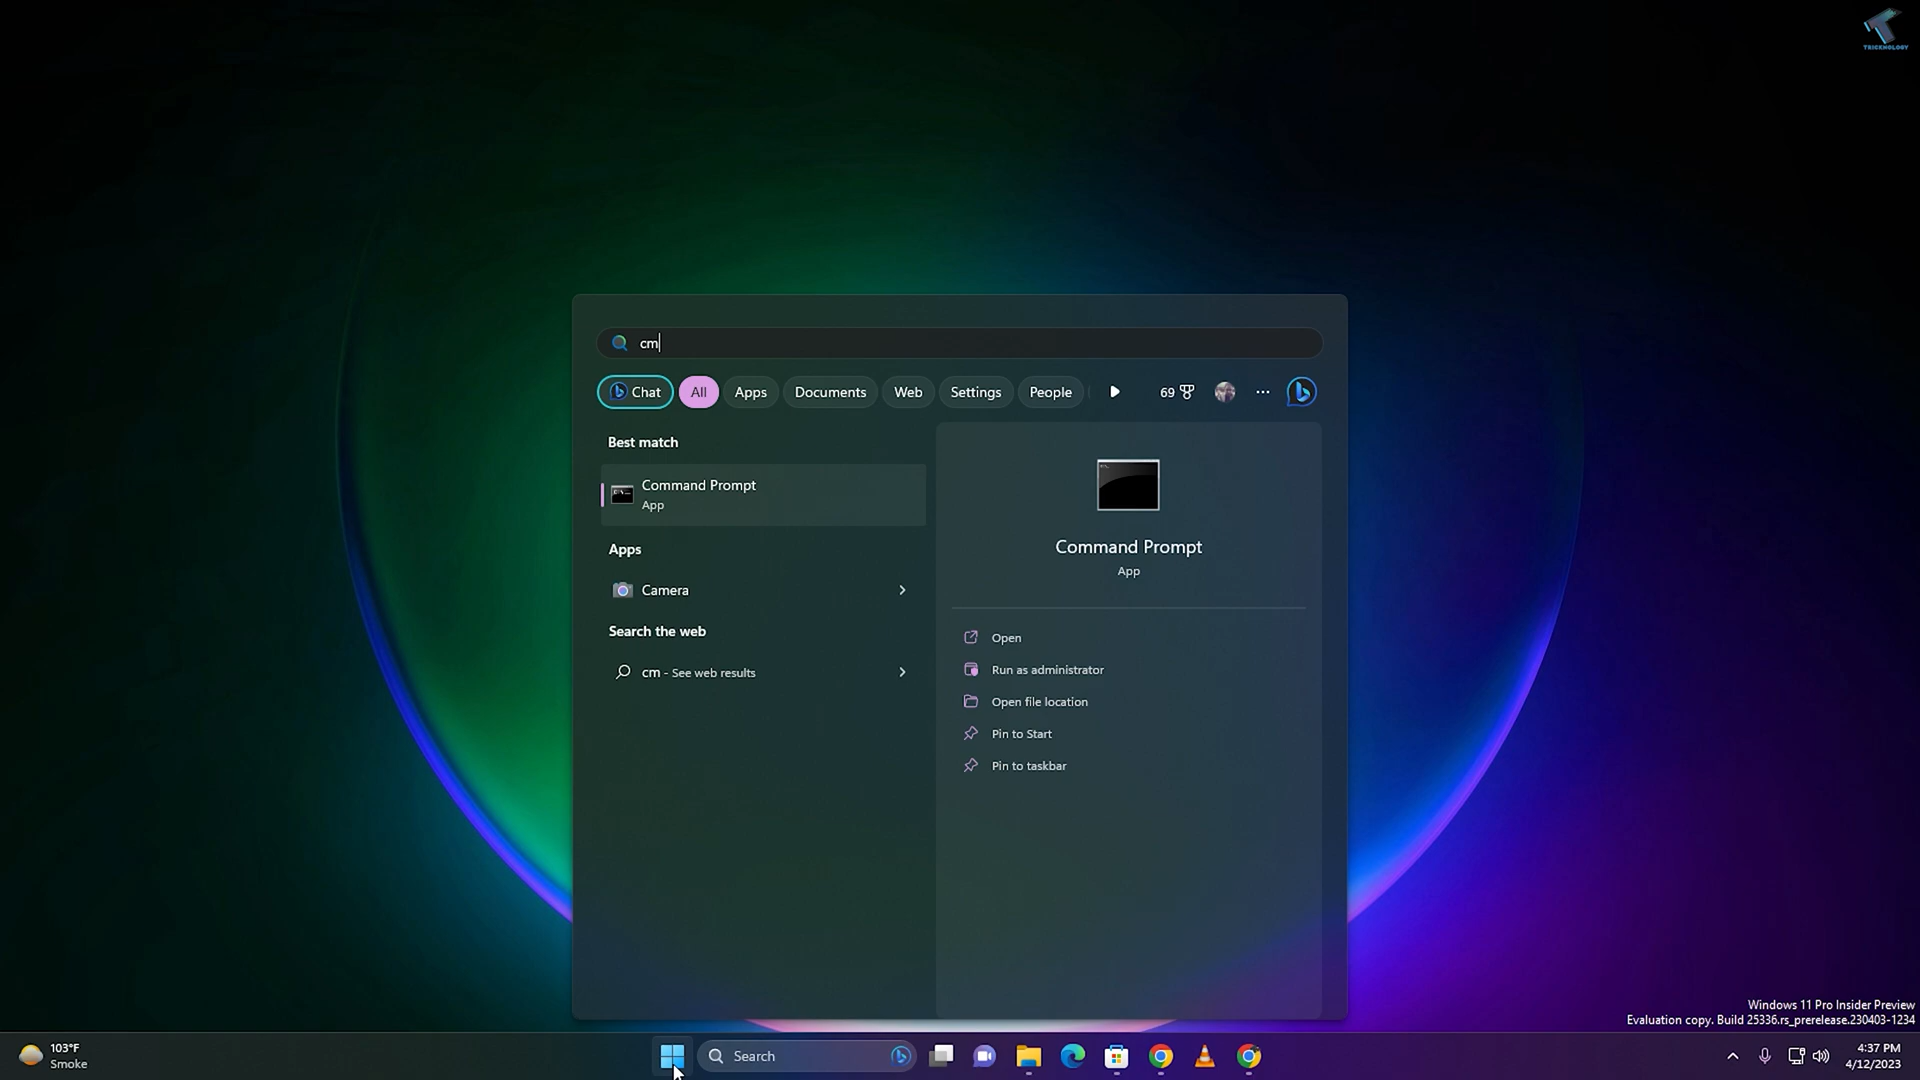 TRICKNOLOGY
cm
Chat All Apps Documents Web Settings People 69
Best match
Command Prompt
App
Apps
Camera
Search the web
cm - See web results
Command Prompt
App
Open
Run as administrator
Open file location
Pin to Start
Pin to taskbar
Windows 11 Pro Insider Preview
Evaluation copy. Build 25336.rs_prerelease.230403-1234
103°F
Smoke
Search
4:37 PM
4/12/2023